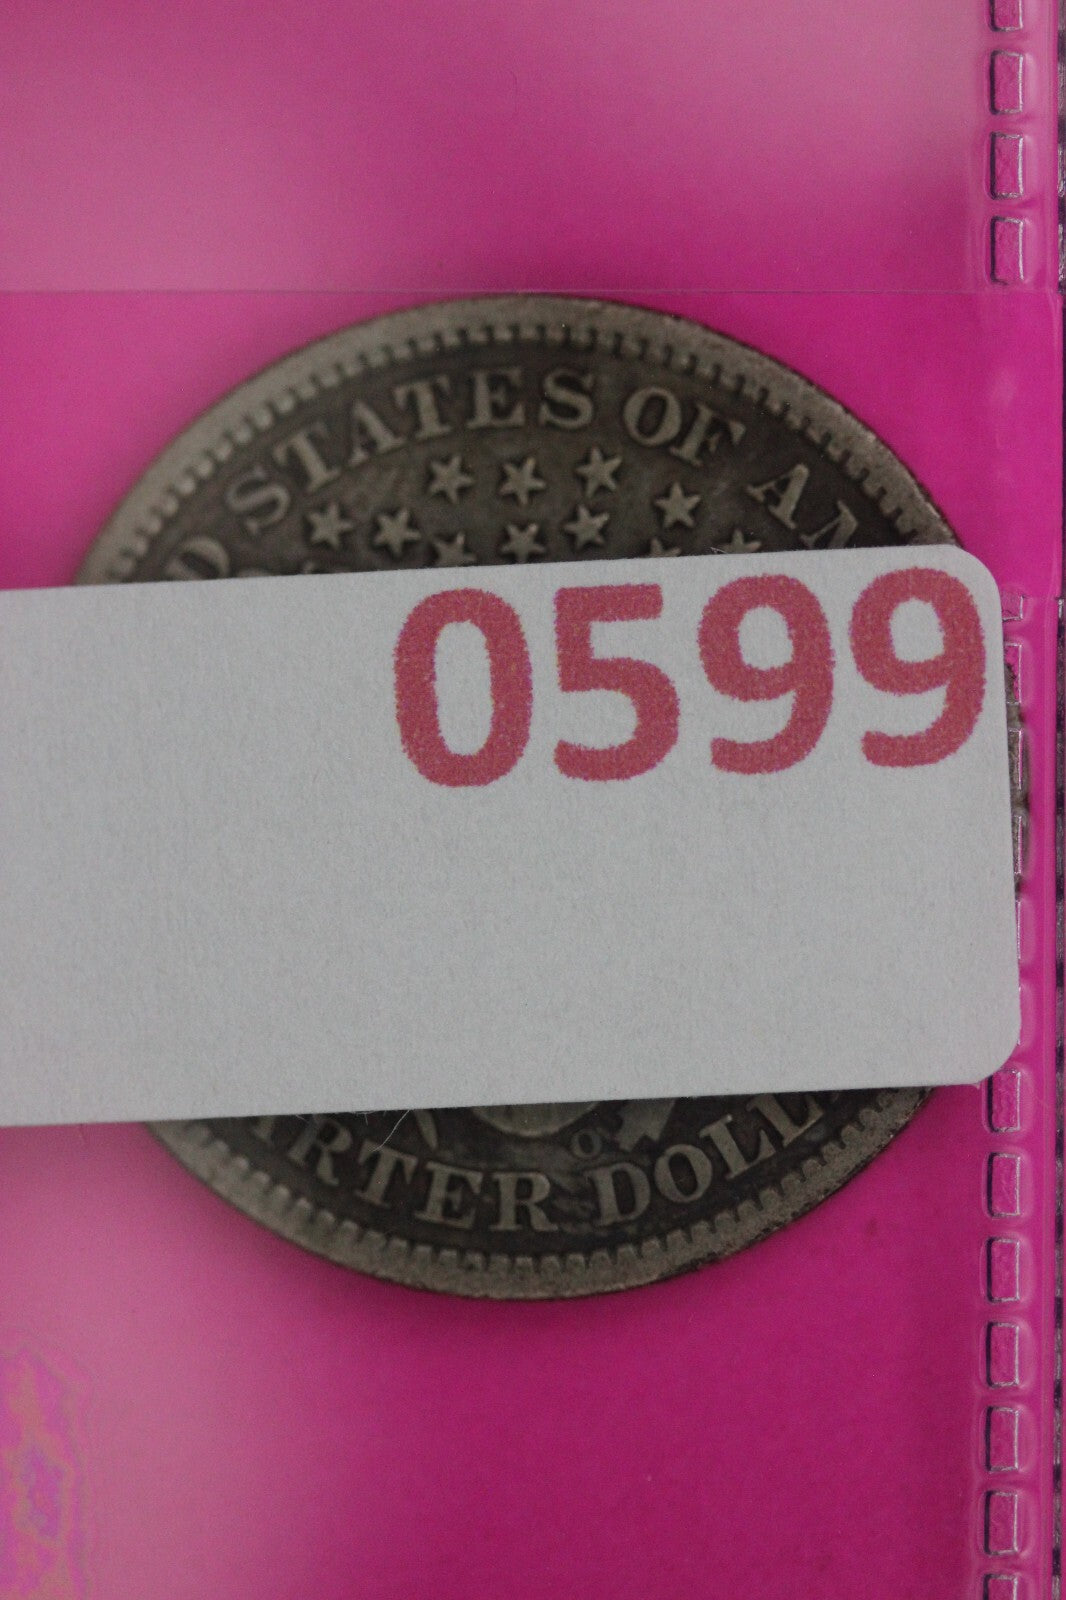 D STATES OF AM
0599
O
RTER DOLL